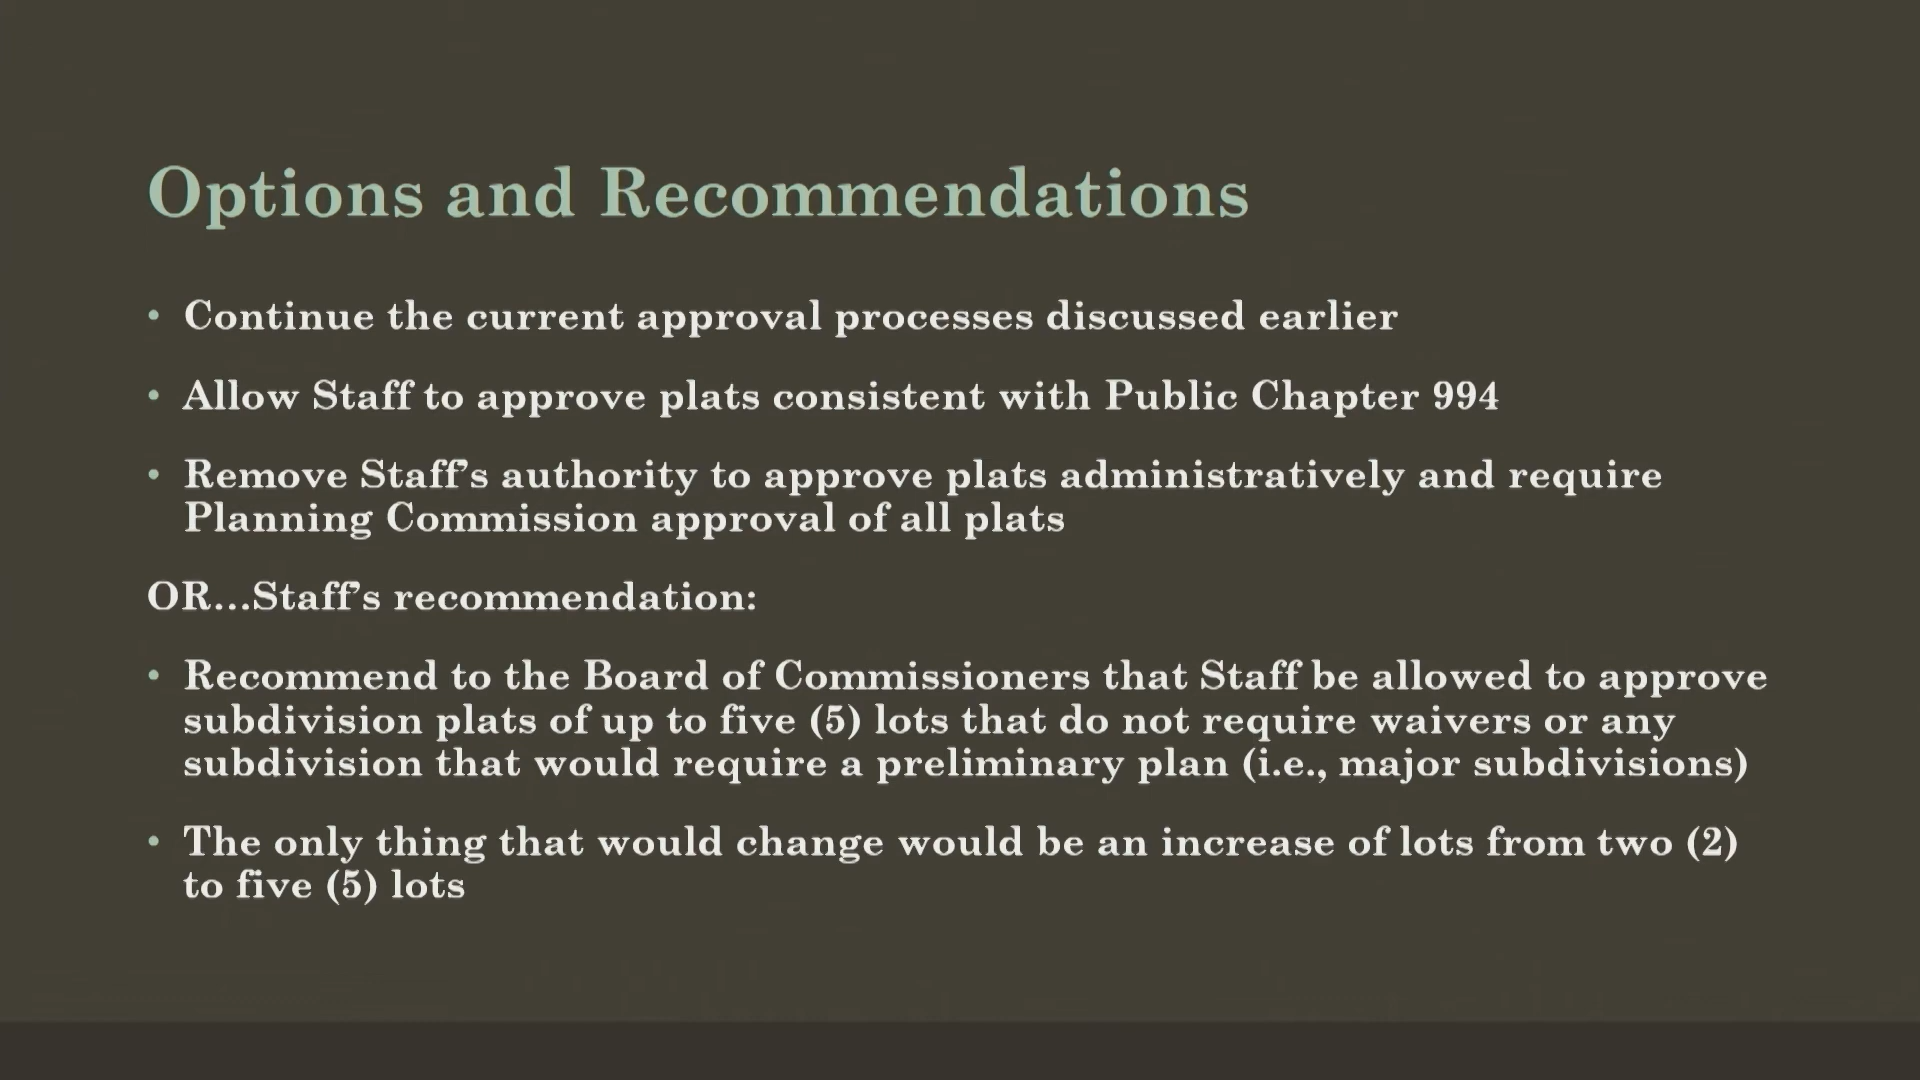 Options and Recommendations
• Continue the current approval processes discussed earlier
• Allow Staff to approve plats consistent with Public Chapter 994
• Remove Staff’s authority to approve plats administratively and require
Planning Commission approval of all plats
OR…Staff’s recommendation:
• Recommend to the Board of Commissioners that Staff be allowed to approve
subdivision plats of up to five (5) lots that do not require waivers or any
subdivision that would require a preliminary plan (i.e., major subdivisions)
• The only thing that would change would be an increase of lots from two (2)
to five (5) lots